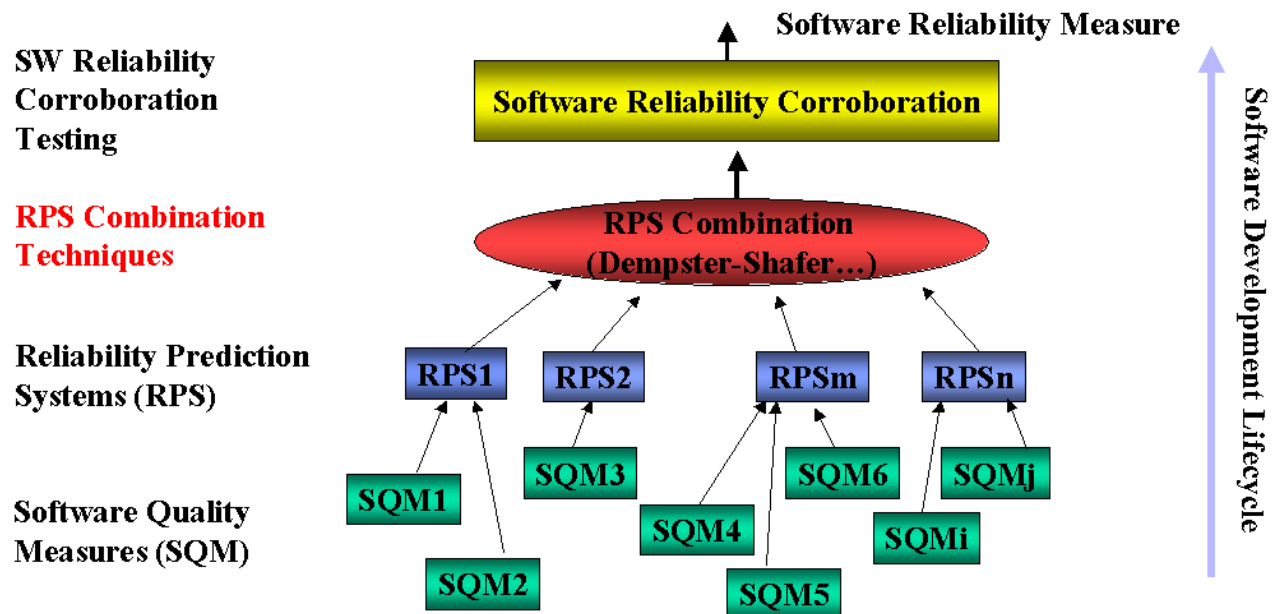 Software Reliability Measure
SW Reliability
Corroboration
Testing
Software Reliability Corroboration
RPS Combination
Techniques
RPS Combination
(Dempster-Shafer…)
Reliability Prediction
Systems (RPS)
RPS1
RPS2
RPSm
RPSn
Software Quality
Measures (SQM)
SQM1
SQM2
SQM3
SQM4
SQM5
SQM6
SQMi
SQMj
Software Development Lifecycle